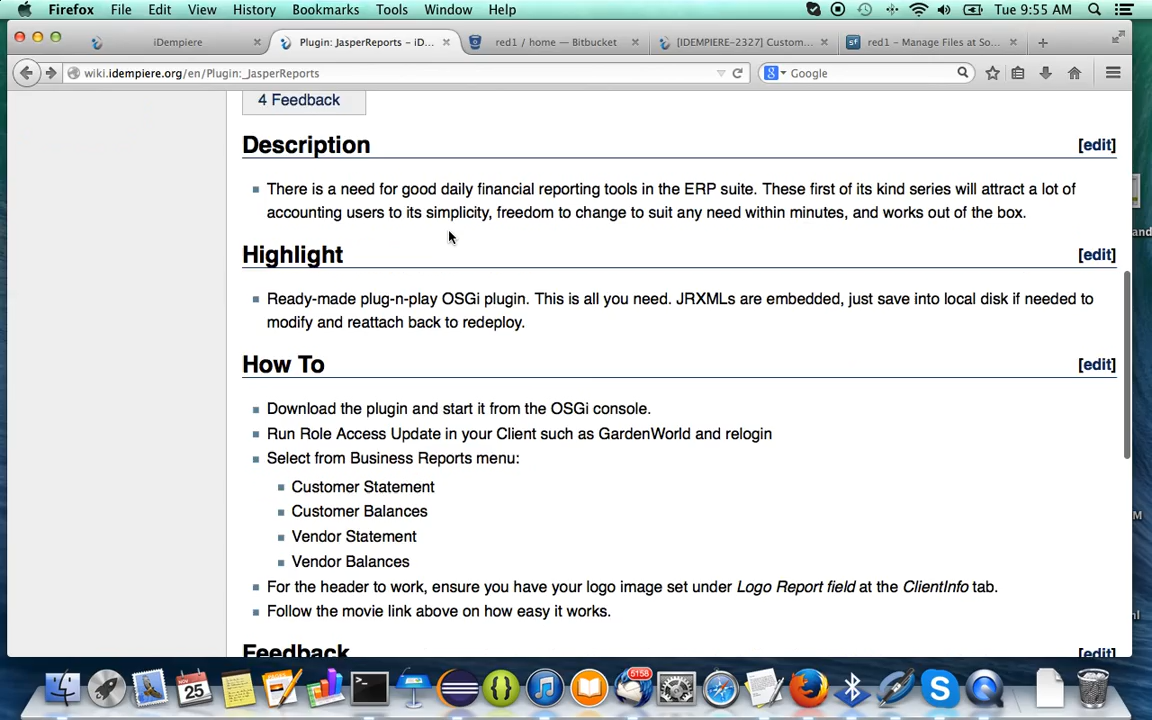 Firefox File Edit View History Bookmarks Tools Window Help Tue 9:55 AM
iDempiere
Plugin: JasperReports – iD...
red1 / home — Bitbucket
[IDEMPIERE-2327] Custom...
red1 - Manage Files at So...
wiki.idempiere.org/en/Plugin:_JasperReports
Google
4 Feedback
Description [edit]
There is a need for good daily financial reporting tools in the ERP suite. These first of its kind series will attract a lot of
accounting users to its simplicity, freedom to change to suit any need within minutes, and works out of the box.
Highlight [edit]
Ready-made plug-n-play OSGi plugin. This is all you need. JRXMLs are embedded, just save into local disk if needed to
modify and reattach back to redeploy.
How To [edit]
Download the plugin and start it from the OSGi console.
Run Role Access Update in your Client such as GardenWorld and relogin
Select from Business Reports menu:
Customer Statement
Customer Balances
Vendor Statement
Vendor Balances
For the header to work, ensure you have your logo image set under Logo Report field at the ClientInfo tab.
Follow the movie link above on how easy it works.
Feedback [edit]
25
5158